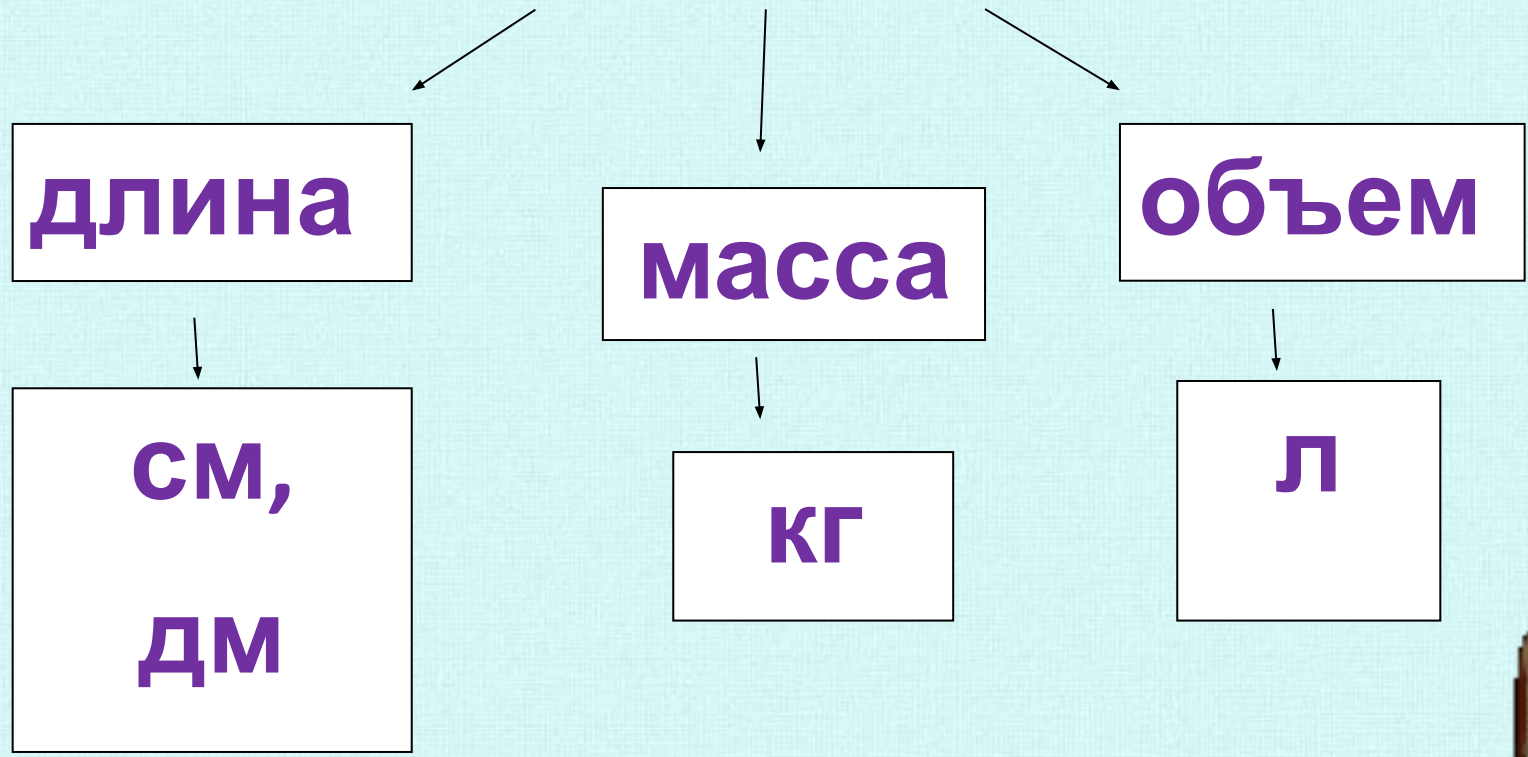 длина
масса
объем
см,
дм
кг
л